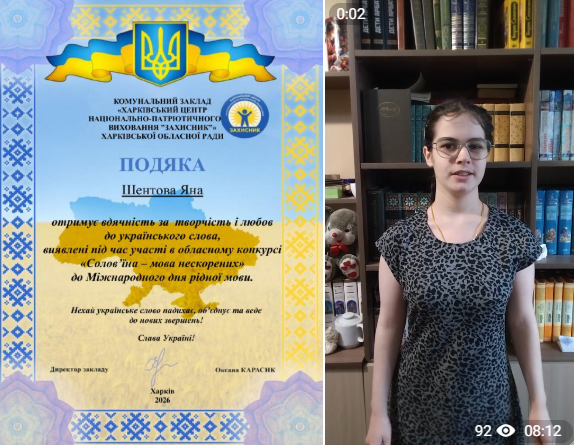 КОМУНАЛЬНИЙ ЗАКЛАД
«ХАРКІВСЬКИЙ ЦЕНТР
НАЦІОНАЛЬНО-ПАТРІОТИЧНОГО
ВИХОВАННЯ "ЗАХИСНИК"»
ХАРКІВСЬКОЇ ОБЛАСНОЇ РАДИ
ЗАХИСНИК
ПОДЯКА
Шентова Яна
отримує вдячність за творчість і любов
до українського слова,
виявлені під час участі в обласному конкурсі
«Солов’їна – мова нескорених»
до Міжнародного дня рідної мови.
Нехай українське слово надихає, об’єднує та веде
до нових звершень!
Слава Україні!
Директор закладу
Оксана КАРАСИК
Харків
2026
0:02
ДЕТИ
92
08:12